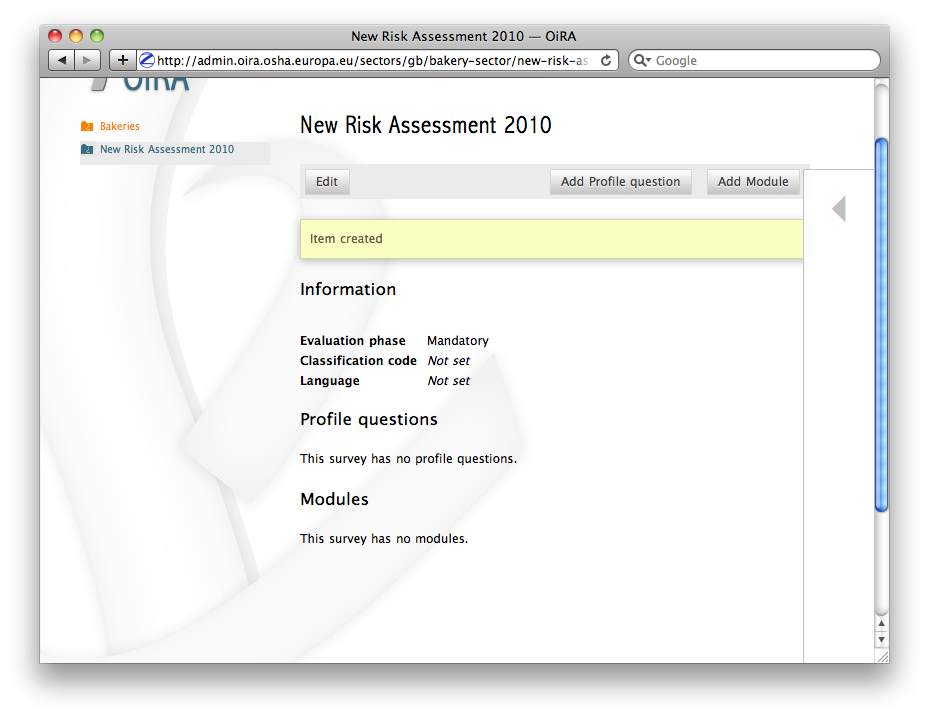 New Risk Assessment 2010 — OiRA
http://admin.oira.osha.europa.eu/sectors/gb/bakery-sector/new-risk-as
Google
OiRA
Bakeries
New Risk Assessment 2010
New Risk Assessment 2010
Edit
Add Profile question
Add Module
Item created
Information
Evaluation phase Mandatory
Classification code Not set
Language Not set
Profile questions
This survey has no profile questions.
Modules
This survey has no modules.